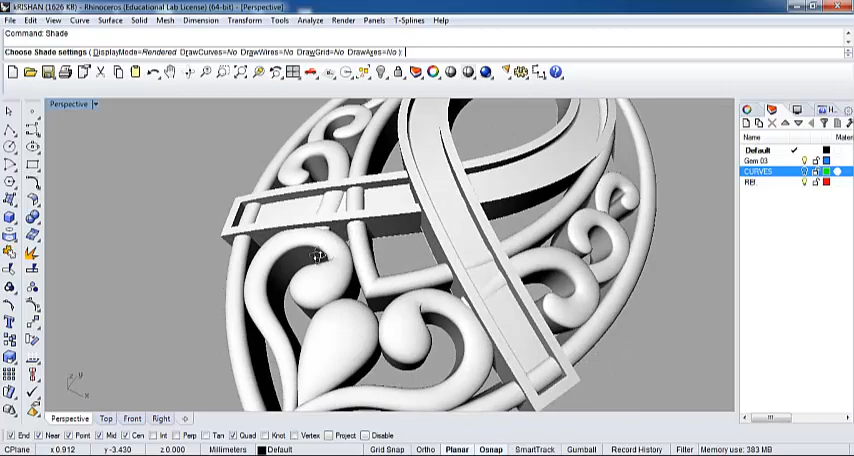 kRISHAN (1626 KB) - Rhinoceros (Educational Lab License) (64-bit) - [Perspective]
File Edit View Curve Surface Solid Mesh Dimension Transform Tools Analyze Render Panels T-Splines Help
Command: Shade
Choose Shade settings ( DisplayMode=Rendered DrawCurves=No DrawWires=No DrawGrid=No DrawAxes=No ):
Perspective
H...
Name Mater
Default
Gem 03
CURVES
REF.
z y
x
Perspective Top Front Right
End Near Point Mid Cen Int Perp Tan Quad Knot Vertex Project Disable
CPlane x 0.912 y -3.430 z 0.000 Millimeters Default Grid Snap Ortho Planar Osnap SmartTrack Gumball Record History Filter Memory use: 383 MB